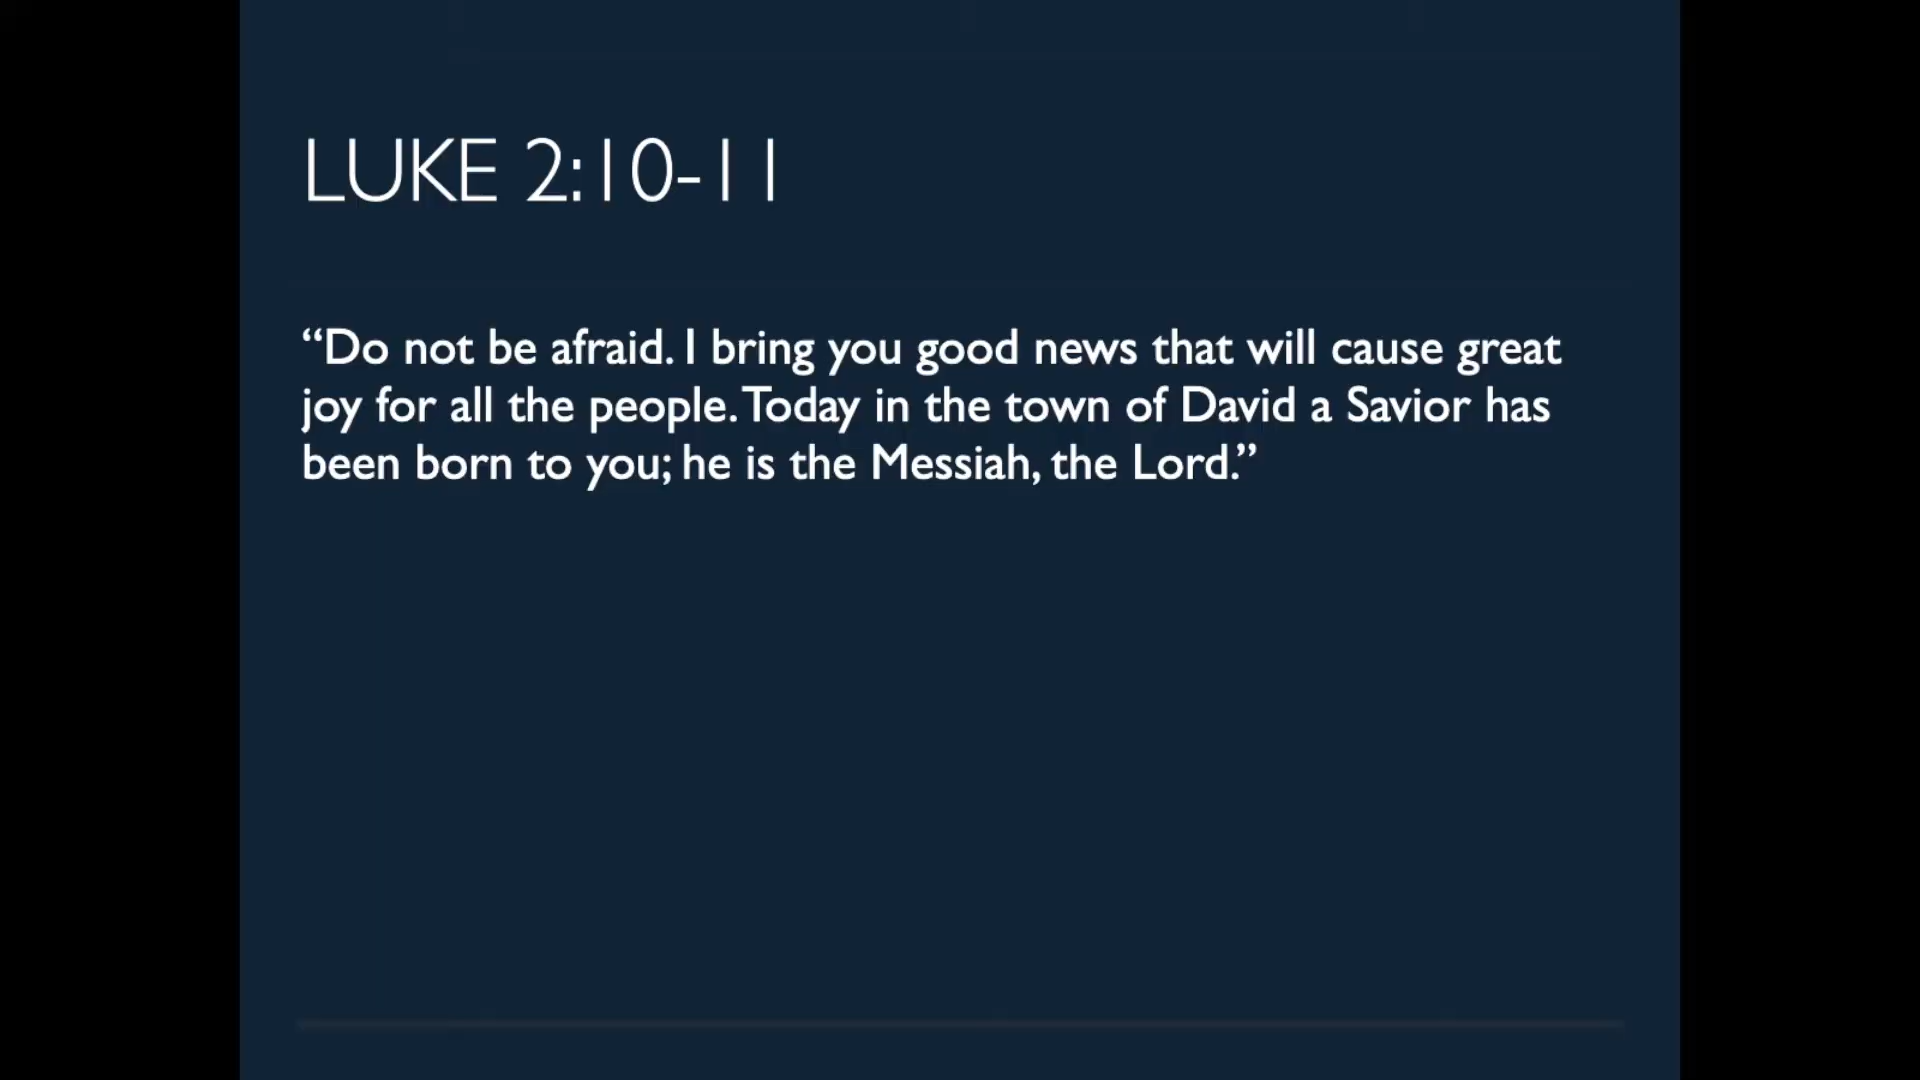 LUKE 2:10-11
“Do not be afraid. I bring you good news that will cause great
joy for all the people. Today in the town of David a Savior has
been born to you; he is the Messiah, the Lord.”